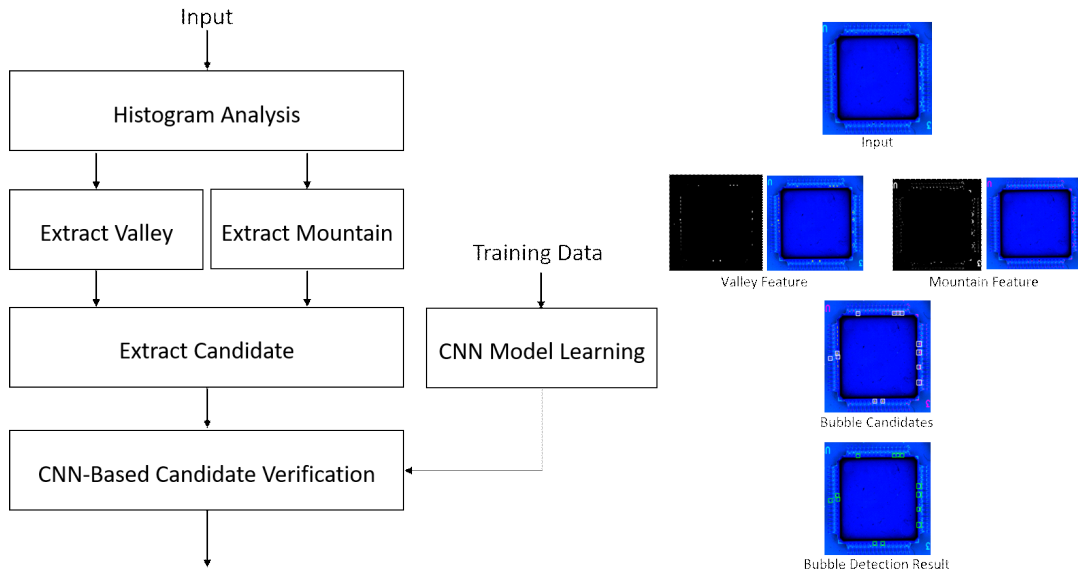 Input
Histogram Analysis
Extract Valley
Extract Mountain
Training Data
Extract Candidate
CNN Model Learning
CNN-Based Candidate Verification
Input
Valley Feature
Mountain Feature
Bubble Candidates
Bubble Detection Result